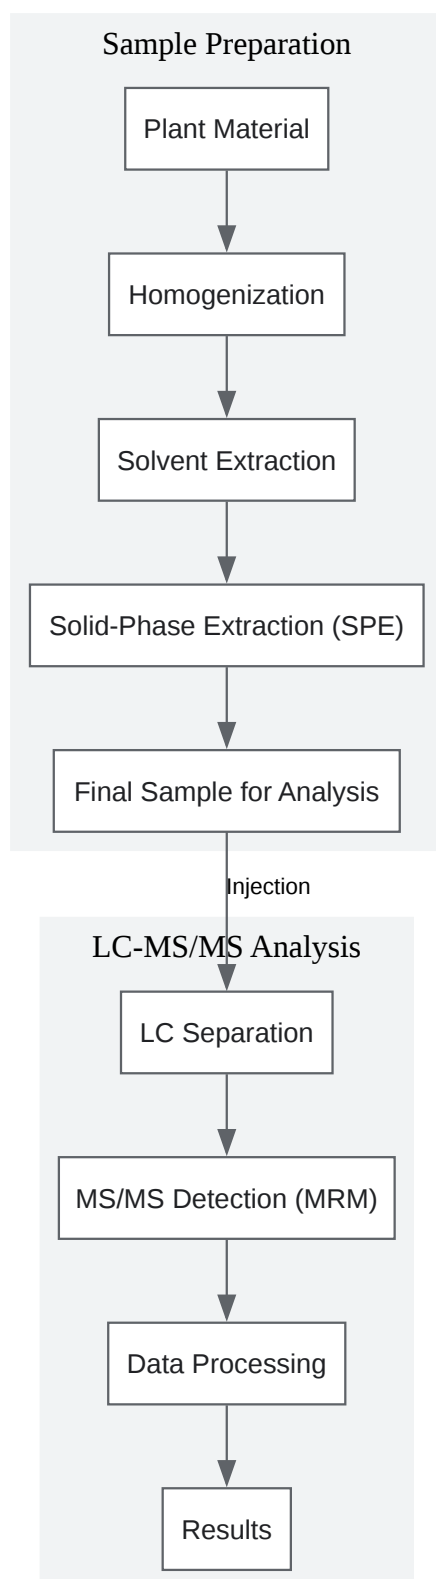 Sample Preparation
Plant Material
Homogenization
Solvent Extraction
Solid-Phase Extraction (SPE)
Final Sample for Analysis
Injection
LC-MS/MS Analysis
LC Separation
MS/MS Detection (MRM)
Data Processing
Results